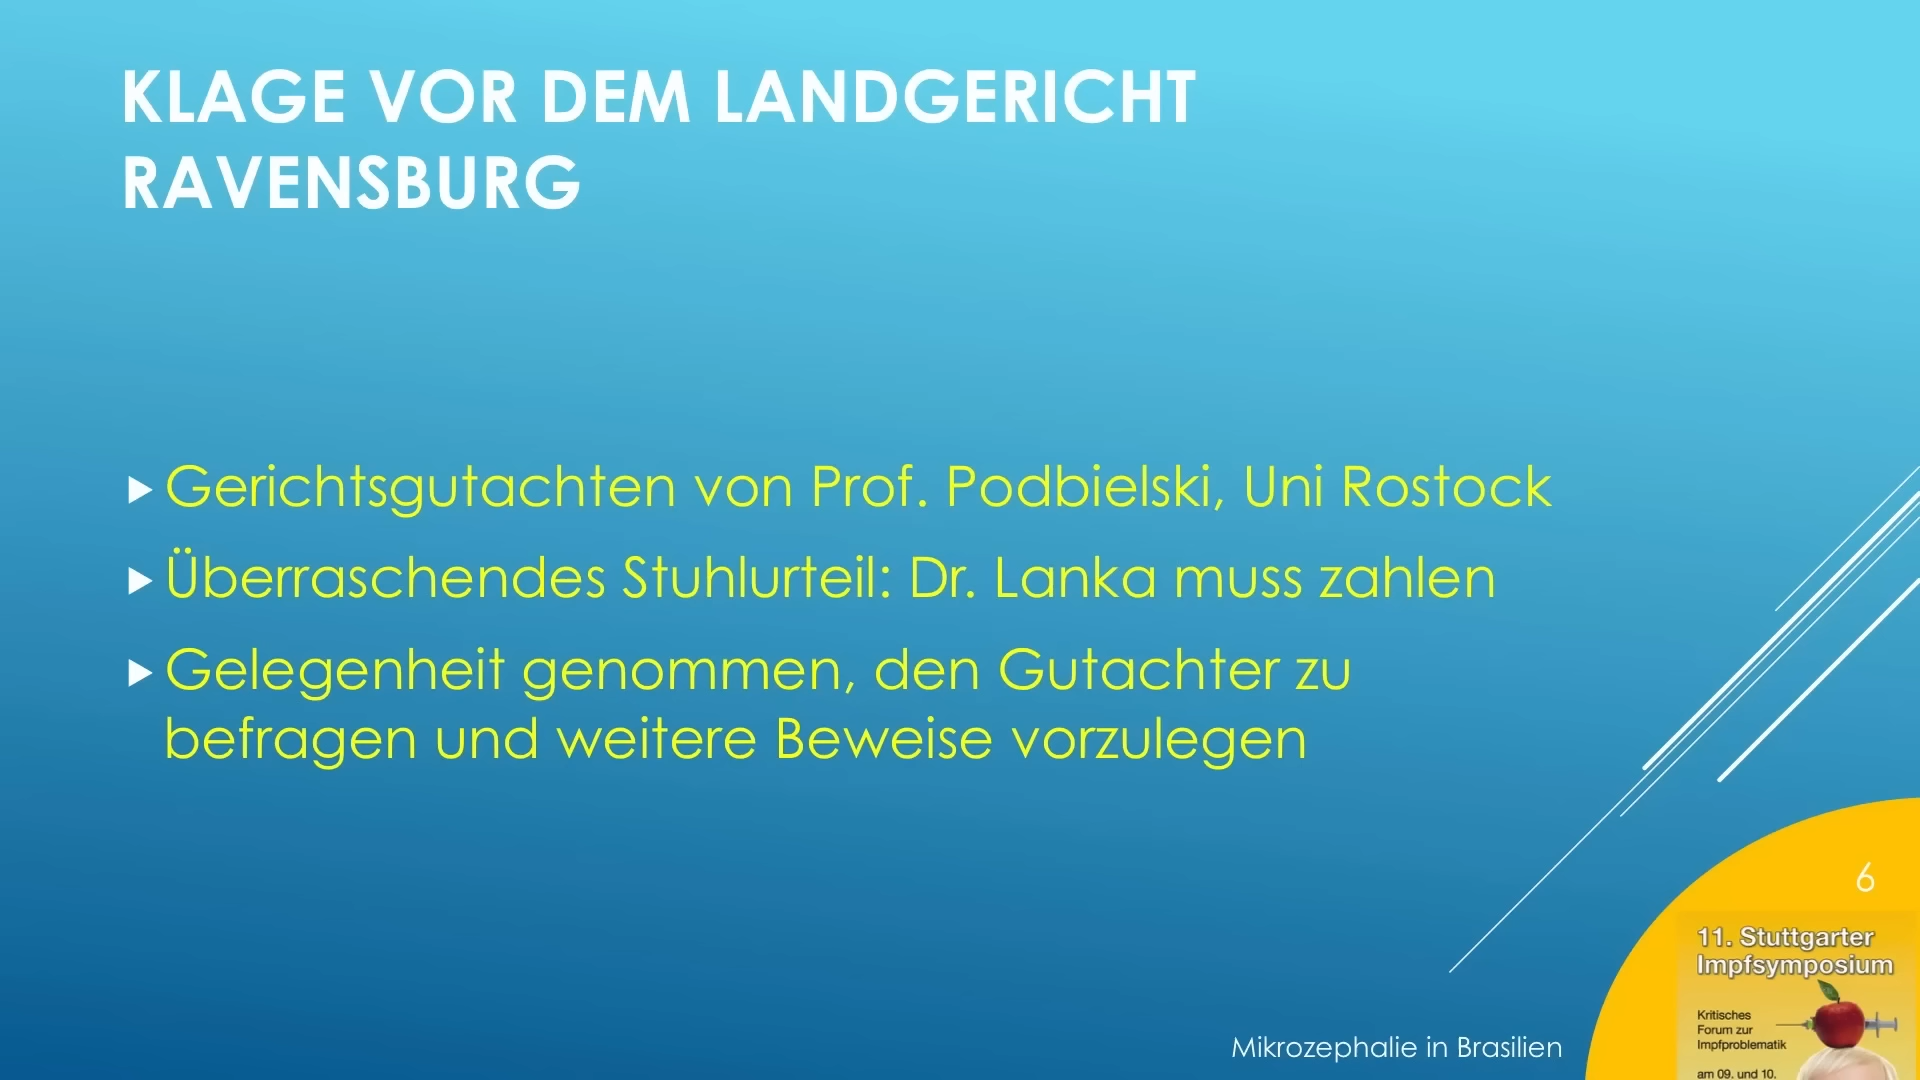 KLAGE VOR DEM LANDGERICHT
RAVENSBURG
Gerichtsgutachten von Prof. Podbielski, Uni Rostock
Überraschendes Stuhlurteil: Dr. Lanka muss zahlen
Gelegenheit genommen, den Gutachter zu
befragen und weitere Beweise vorzulegen
6
11. Stuttgarter
Impfsymposium
Kritisches
Forum zur
Impfproblematik
am 09. und 10.
Mikrozephalie in Brasilien